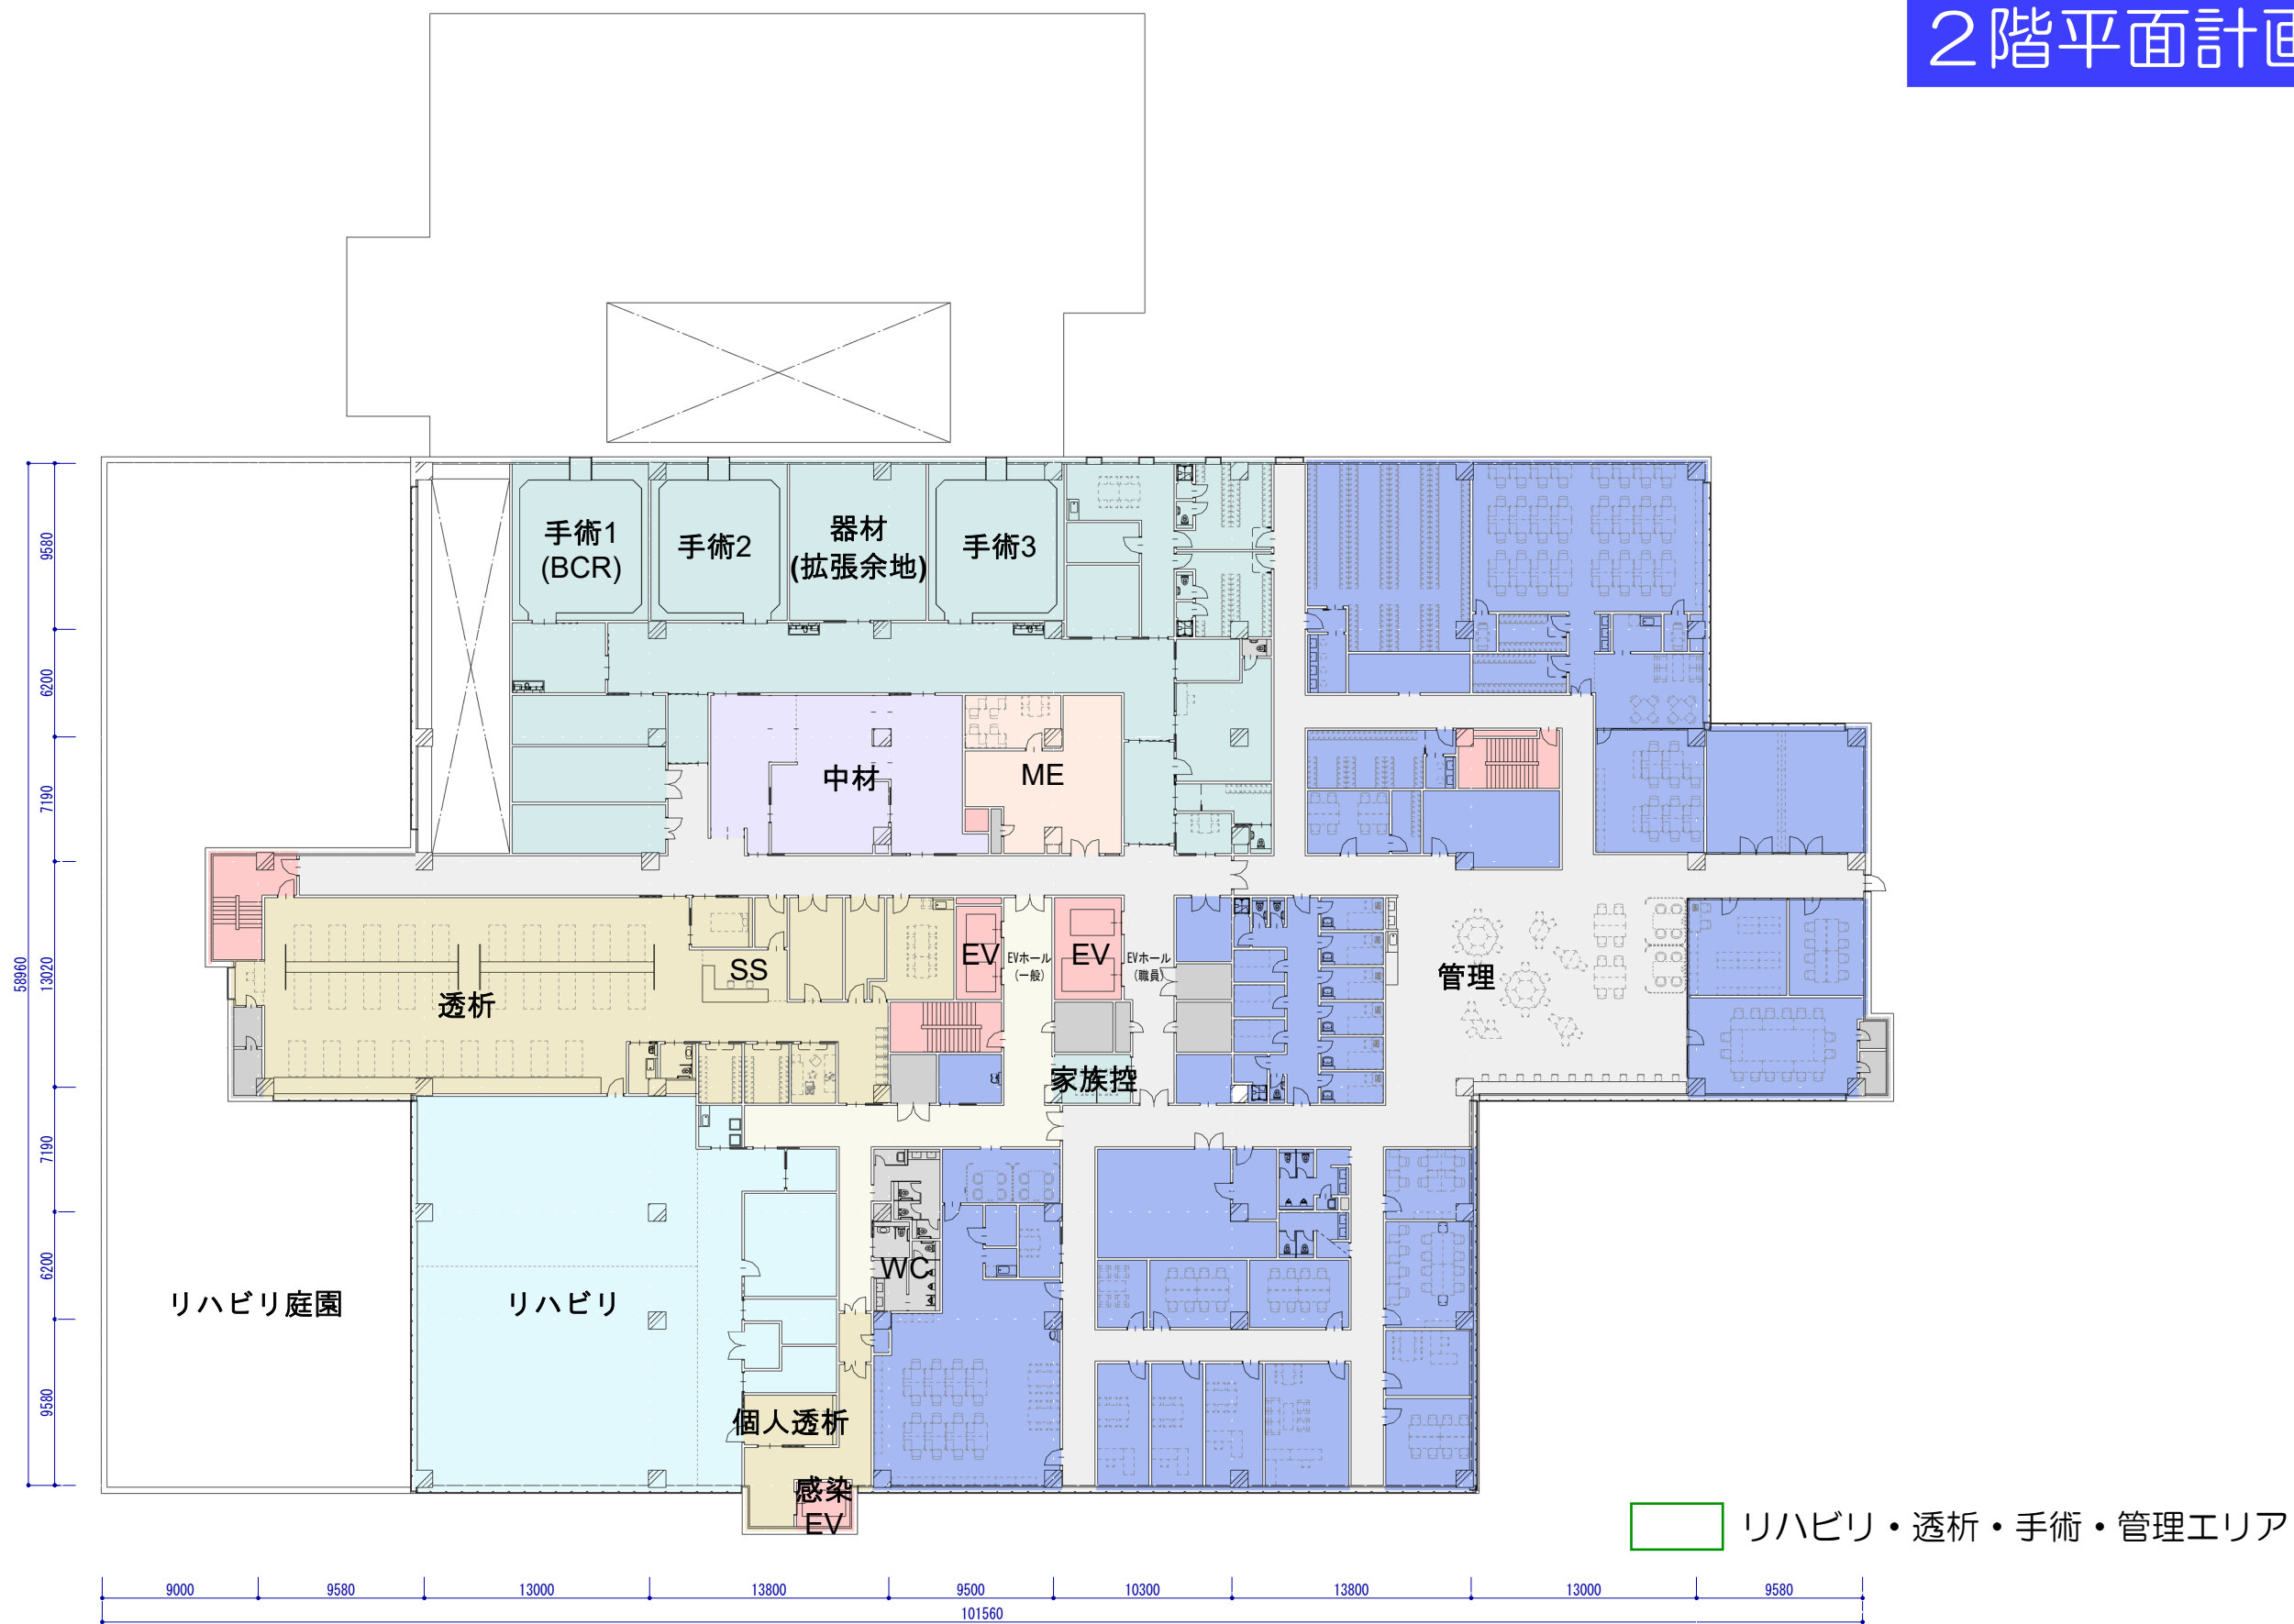 ２階平面計画
手術1
(BCR)
手術2
器材
(拡張余地)
手術3
中材
ME
SS
透析
EV
EVホール
(一般)
EV
EVホール
(職員)
管理
家族控
WC
リハビリ庭園
リハビリ
個人透析
感染
EV
リハビリ・透析・手術・管理エリア
58960
9580
6200
7190
13020
7190
6200
9580
9000
9580
13000
13800
9500
10300
13800
13000
9580
101560